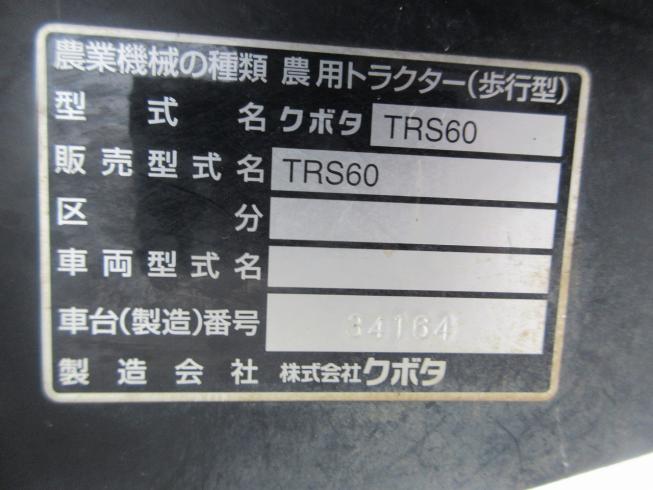 農業機械の種類 農用トラクター(歩行型)
型式名 クボタ TRS60
販売型式名 TRS60
区分
車両型式名
車台(製造)番号 34164
製造会社 株式会社クボタ